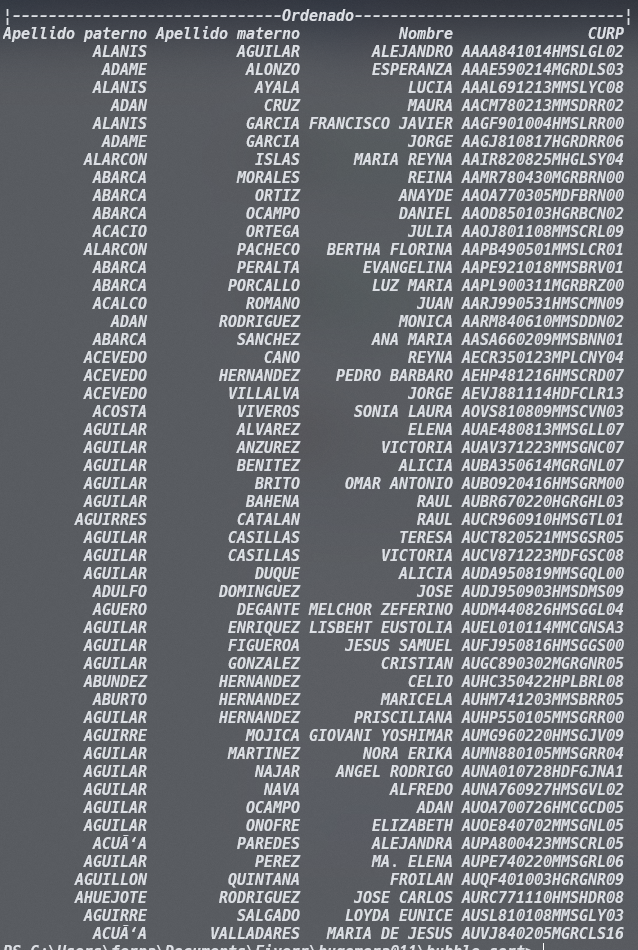 ¦-------------------------------Ordenado-------------------------------¦
Apellido paterno Apellido materno Nombre CURP
ALANIS AGUILAR ALEJANDRO AAAA841014HMSLGL02
ADAME ALONZO ESPERANZA AAAE590214MGRDLS03
ALANIS AYALA LUCIA AAAL691213MMSLYC08
ADAN CRUZ MAURA AACM780213MMSDRR02
ALANIS GARCIA FRANCISCO JAVIER AAGF901004HMSLRR00
ADAME GARCIA JORGE AAGJ810817HGRDRR06
ALARCON ISLAS MARIA REYNA AAIR820825MHGLSY04
ABARCA MORALES REINA AAMR780430MGRBRN00
ABARCA ORTIZ ANAYDE AAOA770305MDFBRN00
ABARCA OCAMPO DANIEL AAOD850103HGRBCN02
ACACIO ORTEGA JULIA AAOJ801108MMSCRL09
ALARCON PACHECO BERTHA FLORINA AAPB490501MMSLCR01
ABARCA PERALTA EVANGELINA AAPE921018MMSBRV01
ABARCA PORCALLO LUZ MARIA AAPL900311MGRBRZ00
ACALCO ROMANO JUAN AARJ990531HMSCMN09
ADAN RODRIGUEZ MONICA AARM840610MMSDDN02
ABARCA SANCHEZ ANA MARIA AASA660209MMSBNN01
ACEVEDO CANO REYNA AECR350123MPLCNY04
ACEVEDO HERNANDEZ PEDRO BARBARO AEHP481216HMSCRD07
ACEVEDO VILLALVA JORGE AEVJ881114HDFCLR13
ACOSTA VIVEROS SONIA LAURA AOVS810809MMSCVN03
AGUILAR ALVAREZ ELENA AUAE480813MMSGLL07
AGUILAR ANZUREZ VICTORIA AUAV371223MMSGNC07
AGUILAR BENITEZ ALICIA AUBA350614MGRGNL07
AGUILAR BRITO OMAR ANTONIO AUBO920416HMSGRM00
AGUILAR BAHENA RAUL AUBR670220HGRGHL03
AGUIRRES CATALAN RAUL AUCR960910HMSGTL01
AGUILAR CASILLAS TERESA AUCT820521MMSGSR05
AGUILAR CASILLAS VICTORIA AUCV871223MDFGSC08
AGUILAR DUQUE ALICIA AUDA950819MMSGQL00
ADULFO DOMINGUEZ JOSE AUDJ950903HMSDMS09
AGUERO DEGANTE MELCHOR ZEFERINO AUDM440826HMSGGL04
AGUILAR ENRIQUEZ LISBEHT EUSTOLIA AUEL010114MMCGNSA3
AGUILAR FIGUEROA JESUS SAMUEL AUFJ950816HMSGGS00
AGUILAR GONZALEZ CRISTIAN AUGC890302MGRGNR05
ABUNDEZ HERNANDEZ CELIO AUHC350422HPLBRL08
ABURTO HERNANDEZ MARICELA AUHM741203MMSBRR05
AGUILAR HERNANDEZ PRISCILIANA AUHP550105MMSGRR00
AGUIRRE MOJICA GIOVANI YOSHIMAR AUMG960220HMSGJV09
AGUILAR MARTINEZ NORA ERIKA AUMN880105MMSGRR04
AGUILAR NAJAR ANGEL RODRIGO AUNA010728HDFGJNA1
AGUILAR NAVA ALFREDO AUNA760927HMSGVL02
AGUILAR OCAMPO ADAN AUOA700726HMCGCD05
AGUILAR ONOFRE ELIZABETH AUOE840702MMSGNL05
ACUÃ‘A PAREDES ALEJANDRA AUPA800423MMSCRL05
AGUILAR PEREZ MA. ELENA AUPE740220MMSGRL06
AGUILLON QUINTANA FROILAN AUQF401003HGRGNR09
AHUEJOTE RODRIGUEZ JOSE CARLOS AURC771110HMSHDR08
AGUIRRE SALGADO LOYDA EUNICE AUSL810108MMSGLY03
ACUÃ‘A VALLADARES MARIA DE JESUS AUVJ840205MGRCLS16